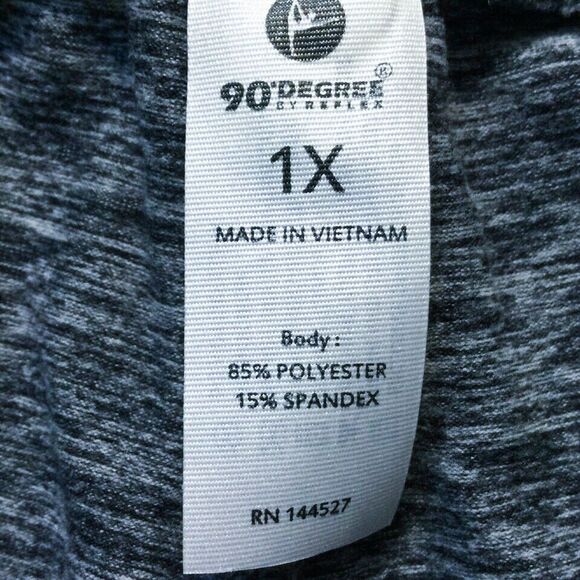 90°DEGREE®
BY REFLEX
1X
MADE IN VIETNAM
Body :
85% POLYESTER
15% SPANDEX
RN 144527